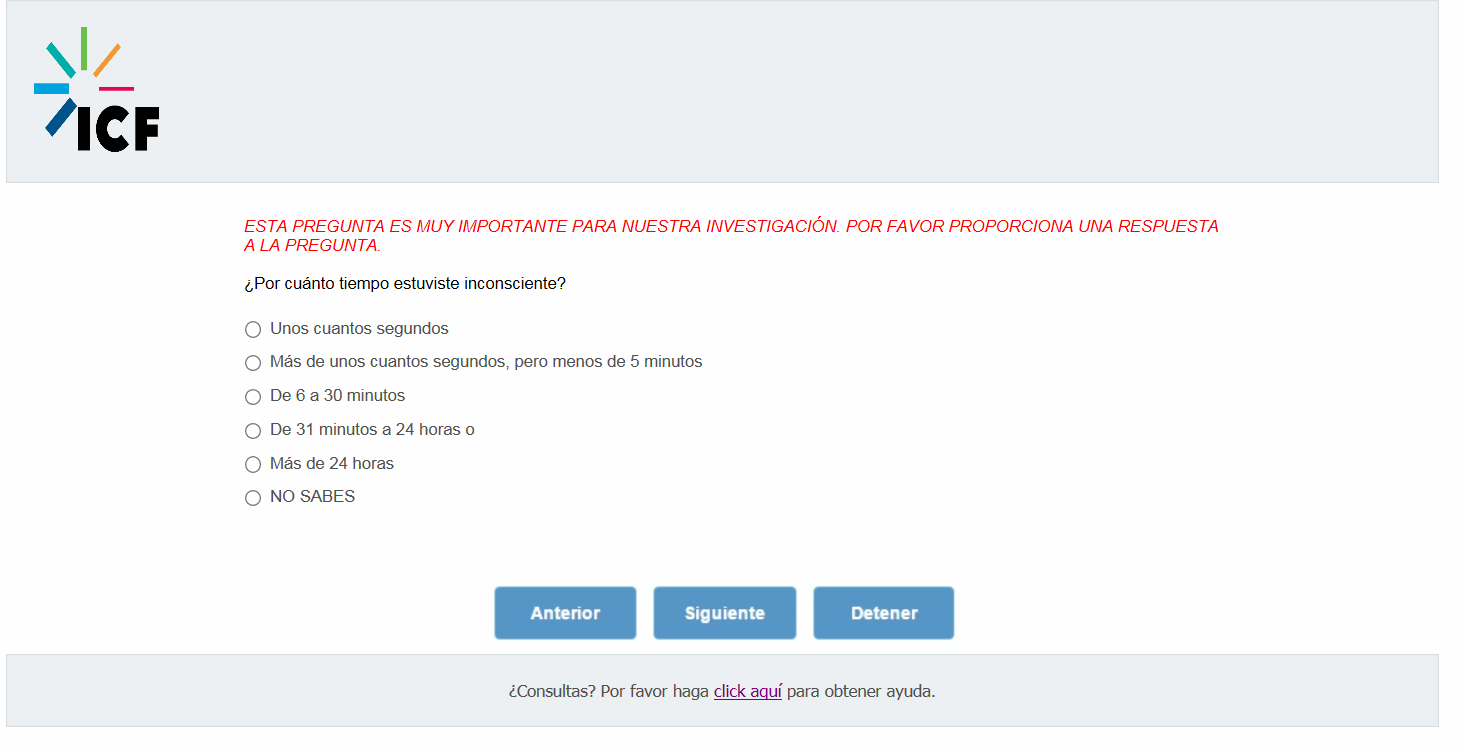 ICF
ESTA PREGUNTA ES MUY IMPORTANTE PARA NUESTRA INVESTIGACIÓN. POR FAVOR PROPORCIONA UNA RESPUESTA
A LA PREGUNTA.
¿Por cuánto tiempo estuviste inconsciente?
Unos cuantos segundos
Más de unos cuantos segundos, pero menos de 5 minutos
De 6 a 30 minutos
De 31 minutos a 24 horas o
Más de 24 horas
NO SABES
Anterior Siguiente Detener
¿Consultas? Por favor haga click aquí para obtener ayuda.